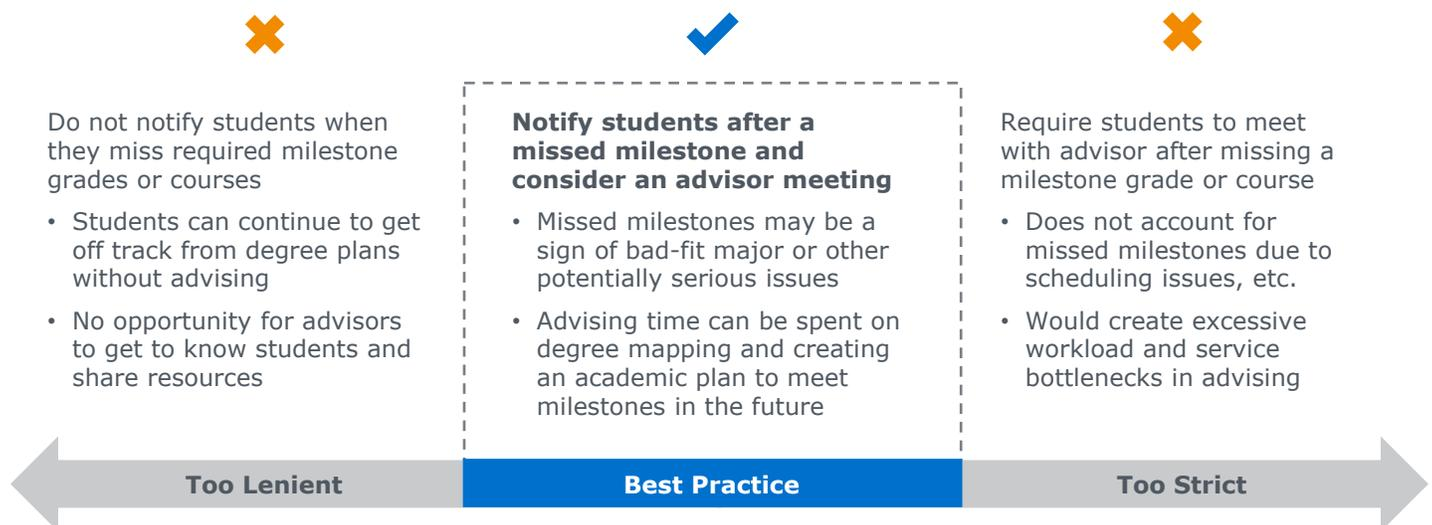 Do not notify students when
they miss required milestone
grades or courses
• Students can continue to get
off track from degree plans
without advising
• No opportunity for advisors
to get to know students and
share resources
Notify students after a
missed milestone and
consider an advisor meeting
• Missed milestones may be a
sign of bad-fit major or other
potentially serious issues
• Advising time can be spent on
degree mapping and creating
an academic plan to meet
milestones in the future
Require students to meet
with advisor after missing a
milestone grade or course
• Does not account for
missed milestones due to
scheduling issues, etc.
• Would create excessive
workload and service
bottlenecks in advising
Too Lenient
Best Practice
Too Strict